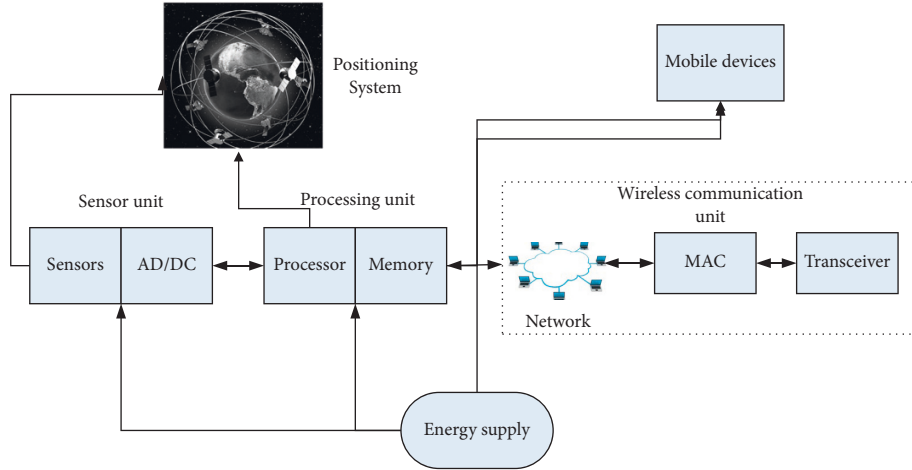 Positioning
System
Mobile devices
Sensor unit
Processing unit
Wireless communication
unit
Sensors
AD/DC
Processor
Memory
MAC
Transceiver
Network
Energy supply